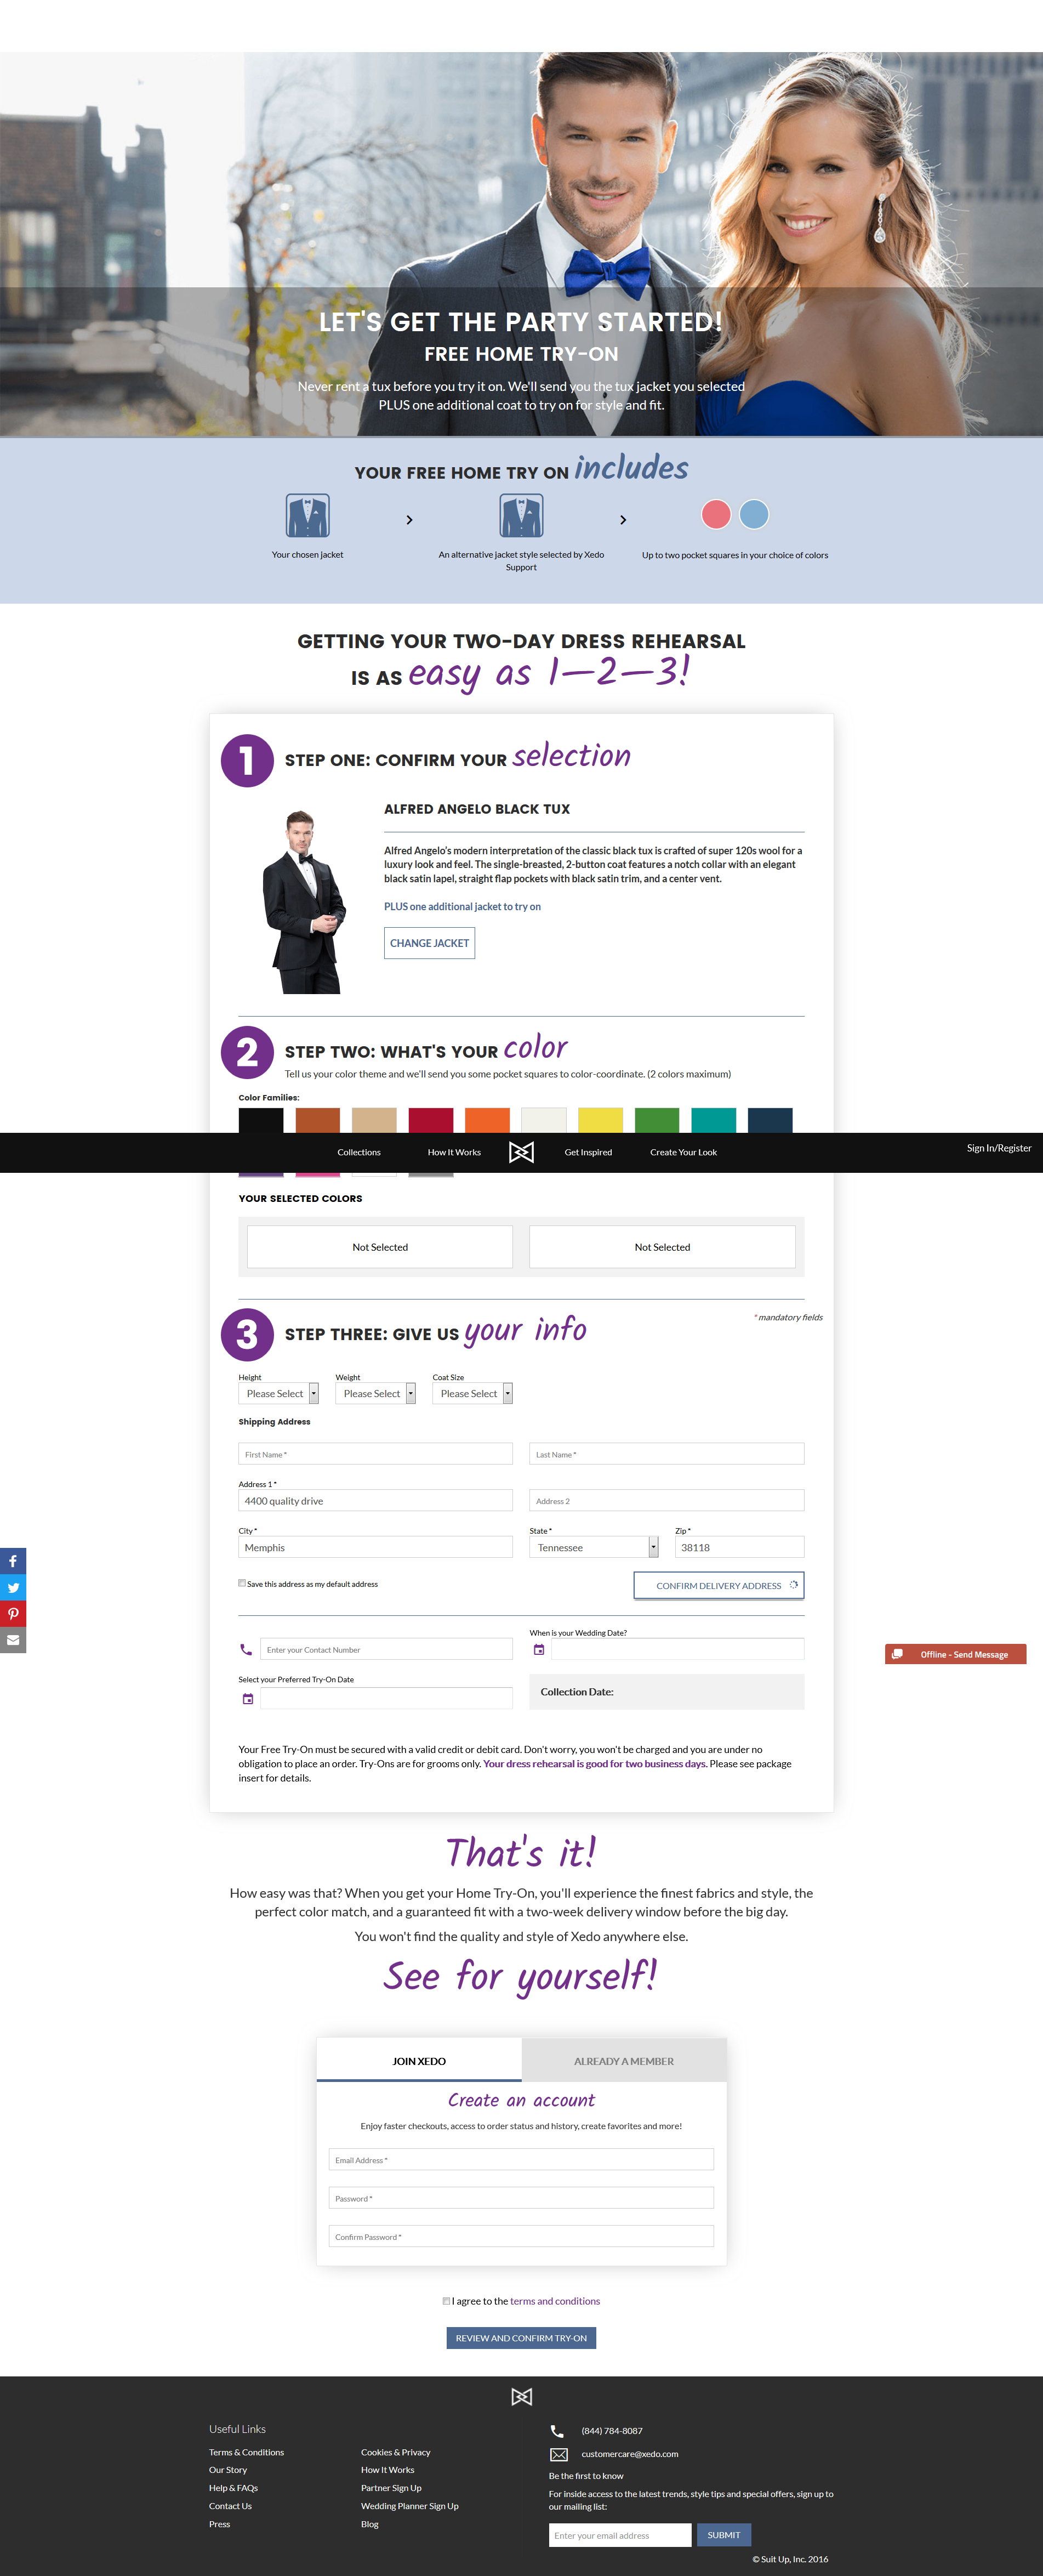 LET'S GET THE PARTY STARTED!
FREE HOME TRY-ON
Never rent a tux before you try it on. We'll send you the tux jacket you selected
PLUS one additional coat to try on for style and fit.
YOUR FREE HOME TRY ON includes
Your chosen jacket
An alternative jacket style selected by Xedo
Support
Up to two pocket squares in your choice of colors
GETTING YOUR TWO-DAY DRESS REHEARSAL
IS AS easy as 1—2—3!
1
STEP ONE: CONFIRM YOUR selection
ALFRED ANGELO BLACK TUX
Alfred Angelo's modern interpretation of the classic black tux is crafted of super 120s wool for a
luxury look and feel. The single-breasted, 2-button coat features a notch collar with an elegant
black satin lapel, straight flap pockets with black satin trim, and a center vent.
PLUS one additional jacket to try on
CHANGE JACKET
2
STEP TWO: WHAT'S YOUR color
Tell us your color theme and we'll send you some pocket squares to color-coordinate. (2 colors maximum)
Color Families:
Collections
How It Works
Get Inspired
Create Your Look
Sign In/Register
YOUR SELECTED COLORS
Not Selected
Not Selected
3
STEP THREE: GIVE US your info
* mandatory fields
Height
Weight
Coat Size
Please Select
Please Select
Please Select
Shipping Address
First Name *
Last Name *
Address 1 *
4400 quality drive
Address 2
City *
State *
Zip *
Memphis
Tennessee
38118
Save this address as my default address
CONFIRM DELIVERY ADDRESS
Enter your Contact Number
When is your Wedding Date?
Select your Preferred Try-On Date
Collection Date:
Offline - Send Message
Your Free Try-On must be secured with a valid credit or debit card. Don't worry, you won't be charged and you are under no
obligation to place an order. Try-Ons are for grooms only. Your dress rehearsal is good for two business days. Please see package
insert for details.
That's it!
How easy was that? When you get your Home Try-On, you'll experience the finest fabrics and style, the
perfect color match, and a guaranteed fit with a two-week delivery window before the big day.
You won't find the quality and style of Xedo anywhere else.
See for yourself!
JOIN XEDO
ALREADY A MEMBER
Create an account
Enjoy faster checkouts, access to order status and history, create favorites and more!
Email Address *
Password *
Confirm Password *
I agree to the terms and conditions
REVIEW AND CONFIRM TRY-ON
Useful Links
Terms & Conditions
Our Story
Help & FAQs
Contact Us
Press
Cookies & Privacy
How It Works
Partner Sign Up
Wedding Planner Sign Up
Blog
(844) 784-8087
customercare@xedo.com
Be the first to know
For inside access to the latest trends, style tips and special offers, sign up to
our mailing list:
Enter your email address
SUBMIT
© Suit Up, Inc. 2016